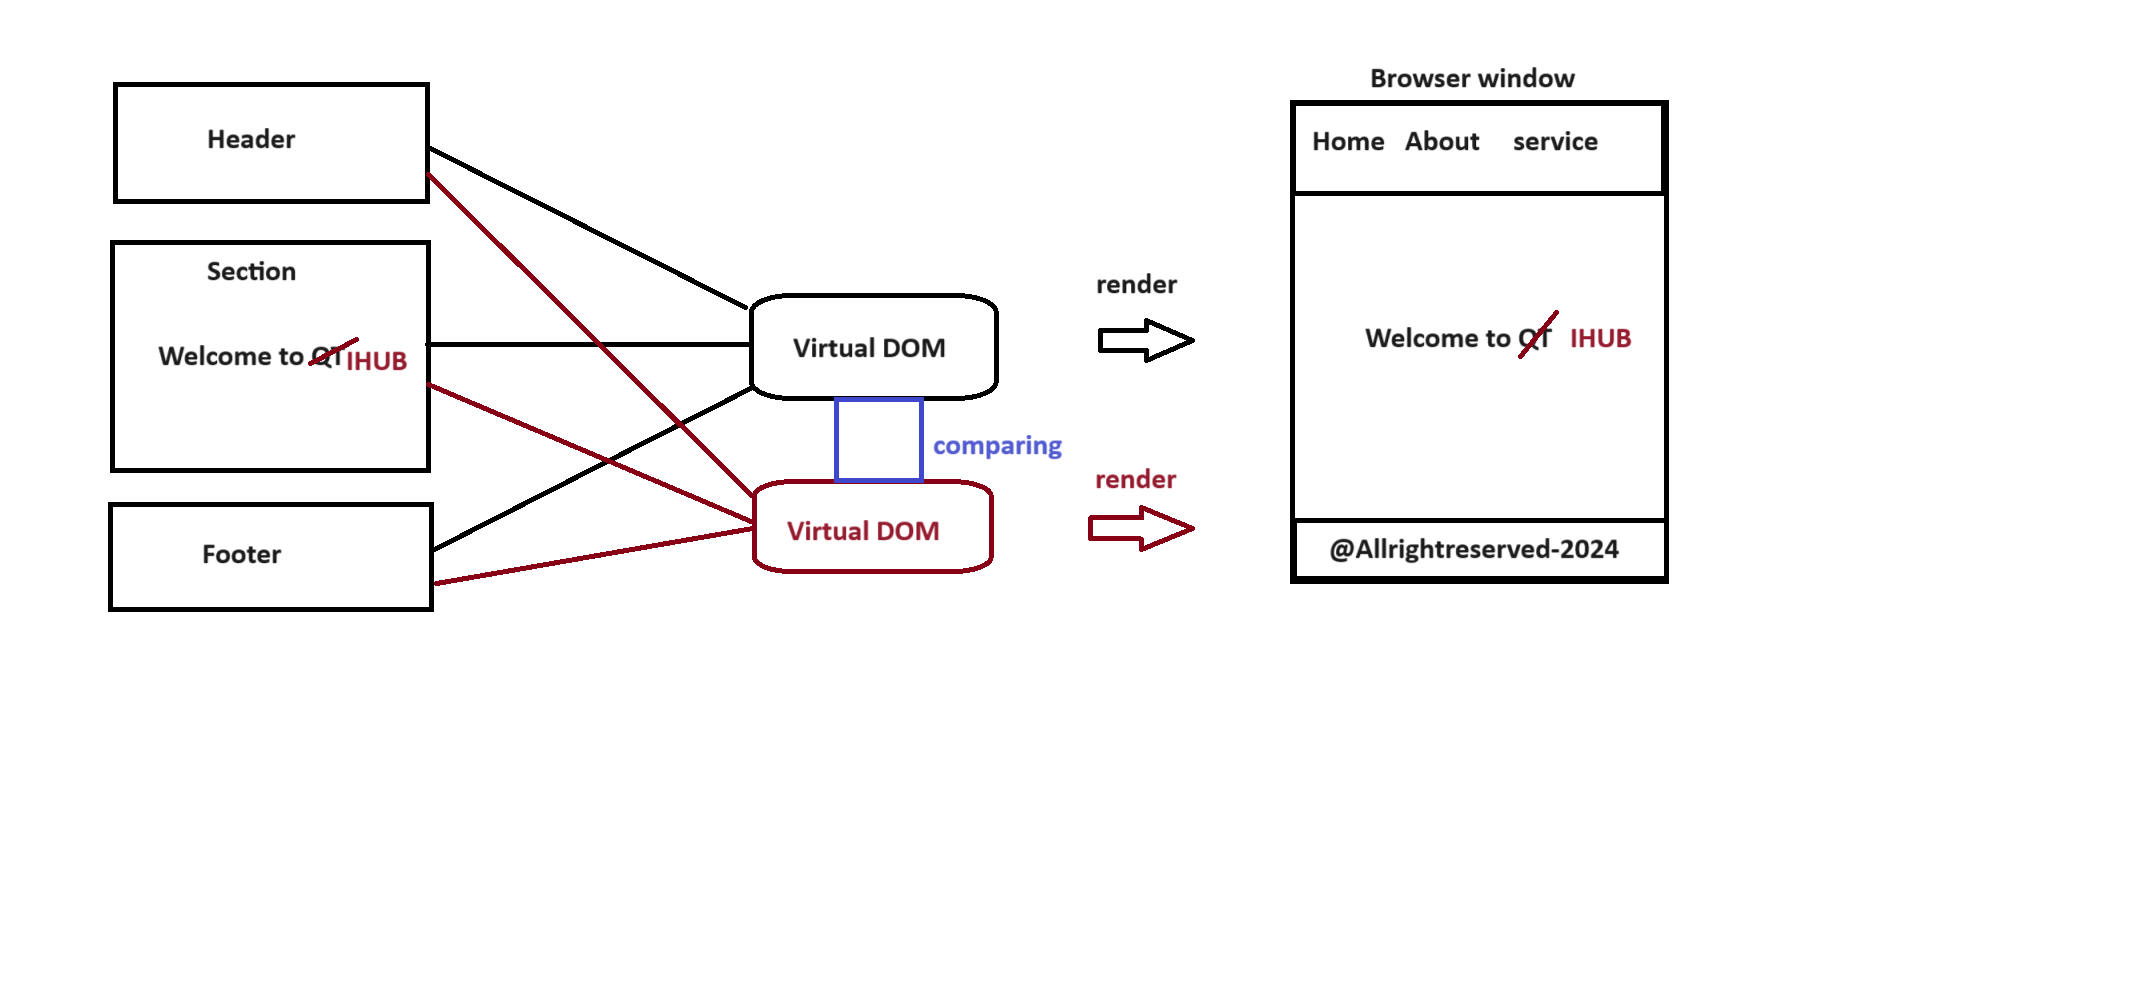 Header
Section
Welcome to QT IHUB
Footer
Virtual DOM
comparing
Virtual DOM
render
render
Browser window
Home About service
Welcome to QT IHUB
@Allrightreserved-2024